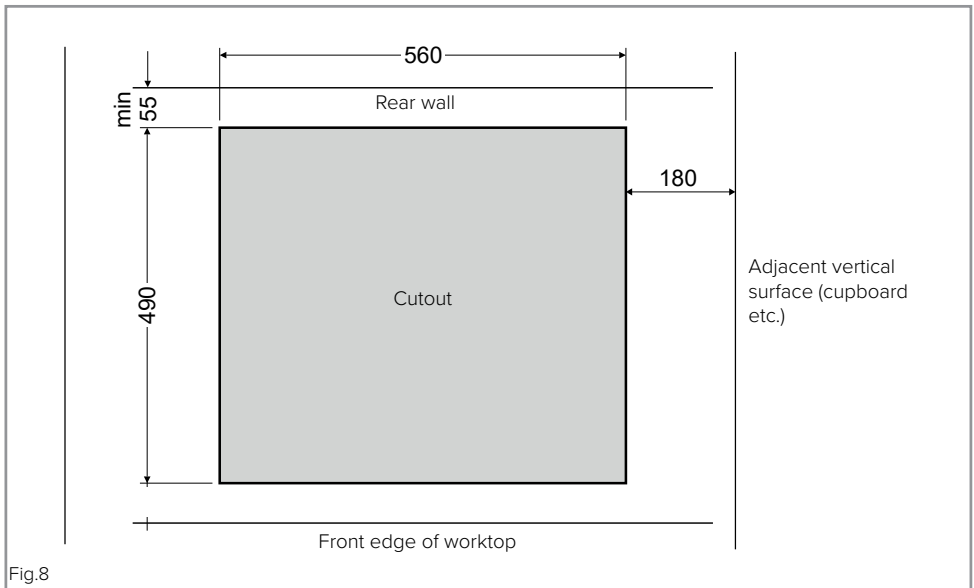 560
min
55
Rear wall
180
490
Cutout
Adjacent vertical
surface (cupboard
etc.)
Front edge of worktop
Fig.8